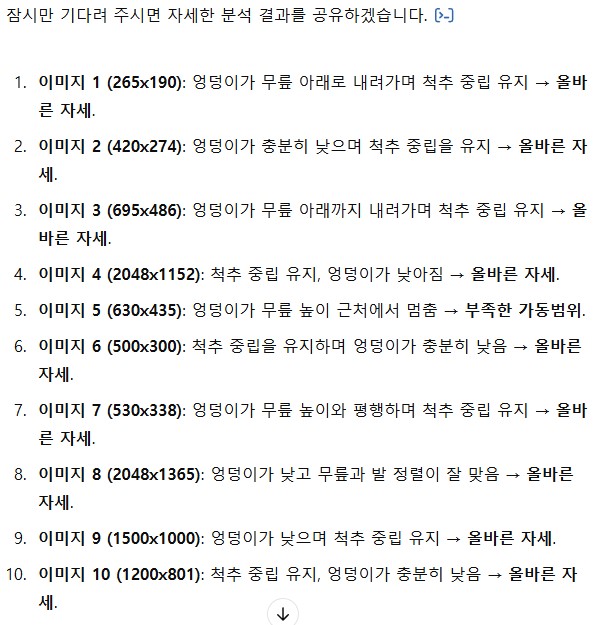 잠시만 기다려 주시면 자세한 분석 결과를 공유하겠습니다. [>-]
1. 이미지 1 (265x190): 엉덩이가 무릎 아래로 내려가며 척추 중립 유지 → 올바
른 자세.
2. 이미지 2 (420x274): 엉덩이가 충분히 낮으며 척추 중립을 유지 → 올바른 자
세.
3. 이미지 3 (695x486): 엉덩이가 무릎 아래까지 내려가며 척추 중립 유지 → 올
바른 자세.
4. 이미지 4 (2048x1152): 척추 중립 유지, 엉덩이가 낮아짐 → 올바른 자세.
5. 이미지 5 (630x435): 엉덩이가 무릎 높이 근처에서 멈춤 → 부족한 가동범위.
6. 이미지 6 (500x300): 척추 중립을 유지하며 엉덩이가 충분히 낮음 → 올바른
자세.
7. 이미지 7 (530x338): 엉덩이가 무릎 높이와 평행하며 척추 중립 유지 → 올바
른 자세.
8. 이미지 8 (2048x1365): 엉덩이가 낮고 무릎과 발 정렬이 잘 맞음 → 올바른
자세.
9. 이미지 9 (1500x1000): 엉덩이가 낮으며 척추 중립 유지 → 올바른 자세.
10. 이미지 10 (1200x801): 척추 중립 유지, 엉덩이가 충분히 낮음 → 올바른 자
세.